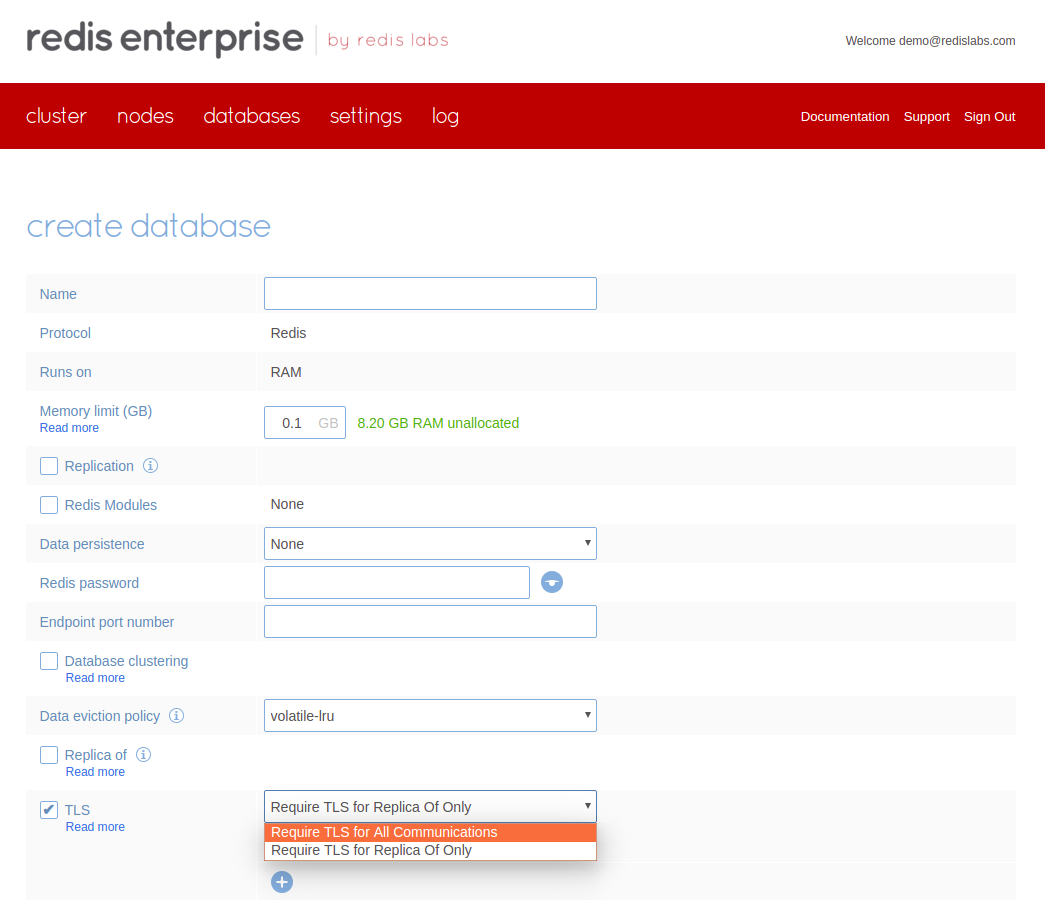 redis enterprise by redis labs
Welcome demo@redislabs.com
cluster nodes databases settings log
Documentation Support Sign Out
create database
Name
Protocol Redis
Runs on RAM
Memory limit (GB)
Read more
0.1 GB 8.20 GB RAM unallocated
Replication
Redis Modules None
Data persistence None
Redis password
Endpoint port number
Database clustering
Read more
Data eviction policy volatile-lru
Replica of
Read more
TLS Require TLS for Replica Of Only
Read more
Require TLS for All Communications
Require TLS for Replica Of Only